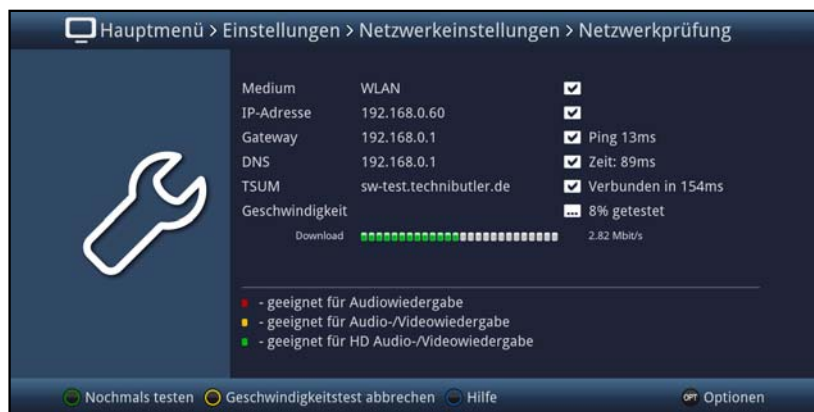 Hauptmenü > Einstellungen > Netzwerkeinstellungen > Netzwerkprüfung
Medium WLAN
IP-Adresse 192.168.0.60
Gateway 192.168.0.1 Ping 13ms
DNS 192.168.0.1 Zeit: 89ms
TSUM sw-test.technibutler.de Verbunden in 154ms
Geschwindigkeit ... 8% getestet
Download 2.82 Mbit/s
- geeignet für Audiowiedergabe
- geeignet für Audio-/Videowiedergabe
- geeignet für HD Audio-/Videowiedergabe
Nochmals testen Geschwindigkeitstest abbrechen Hilfe OPT Optionen